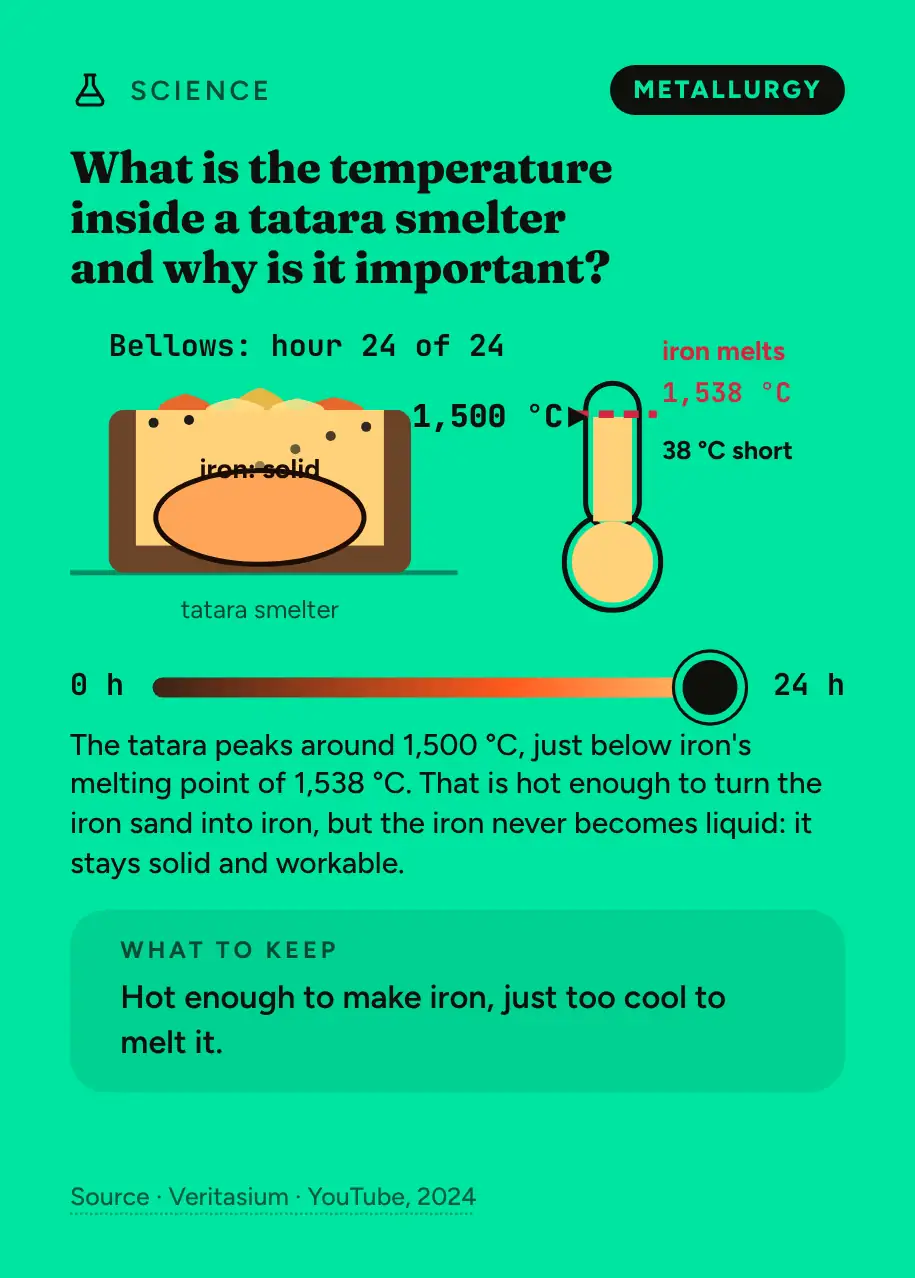 SCIENCE
METALLURGY
What is the temperature
inside a tatara smelter
and why is it important?
Bellows: hour 24 of 24
iron melts
1,538 °C
1,500 °C
38 °C short
iron: solid
tatara smelter
0 h
24 h
The tatara peaks around 1,500 °C, just below iron's
melting point of 1,538 °C. That is hot enough to turn the
iron sand into iron, but the iron never becomes liquid: it
stays solid and workable.
WHAT TO KEEP
Hot enough to make iron, just too cool to
melt it.
Source · Veritasium · YouTube, 2024